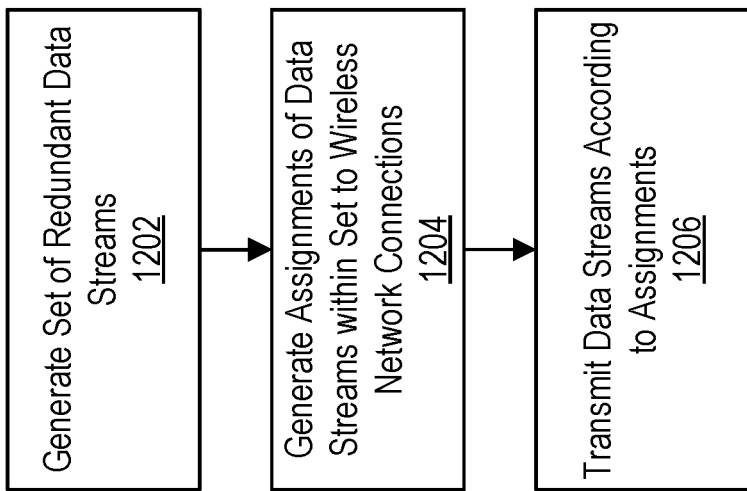 Generate Set of Redundant Data
Streams
1202
Generate Assignments of Data
Streams within Set to Wireless
Network Connections
1204
Transmit Data Streams According
to Assignments
1206